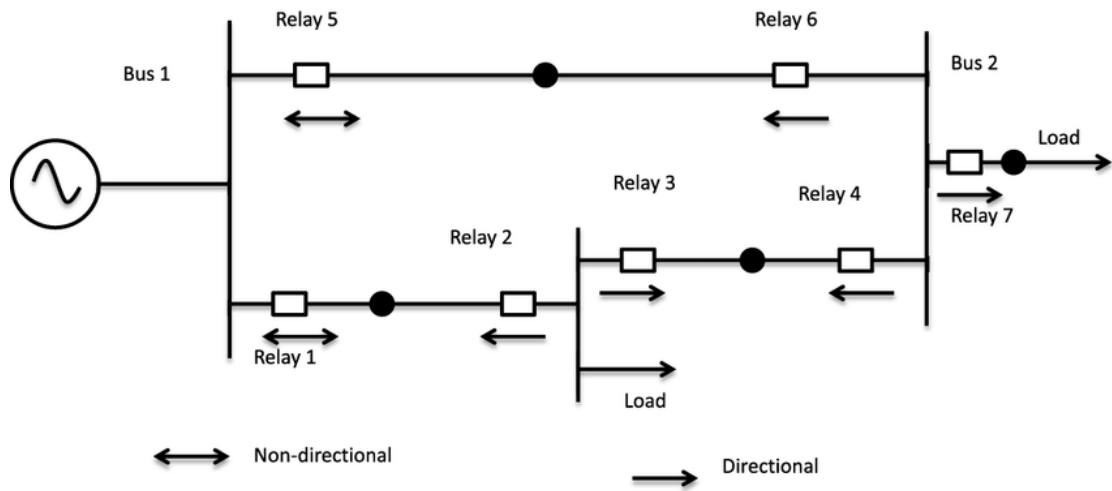 Relay 5
Relay 6
Bus 1
Bus 2
Load
Relay 3
Relay 4
Relay 7
Relay 2
Relay 1
Load
Non-directional
Directional